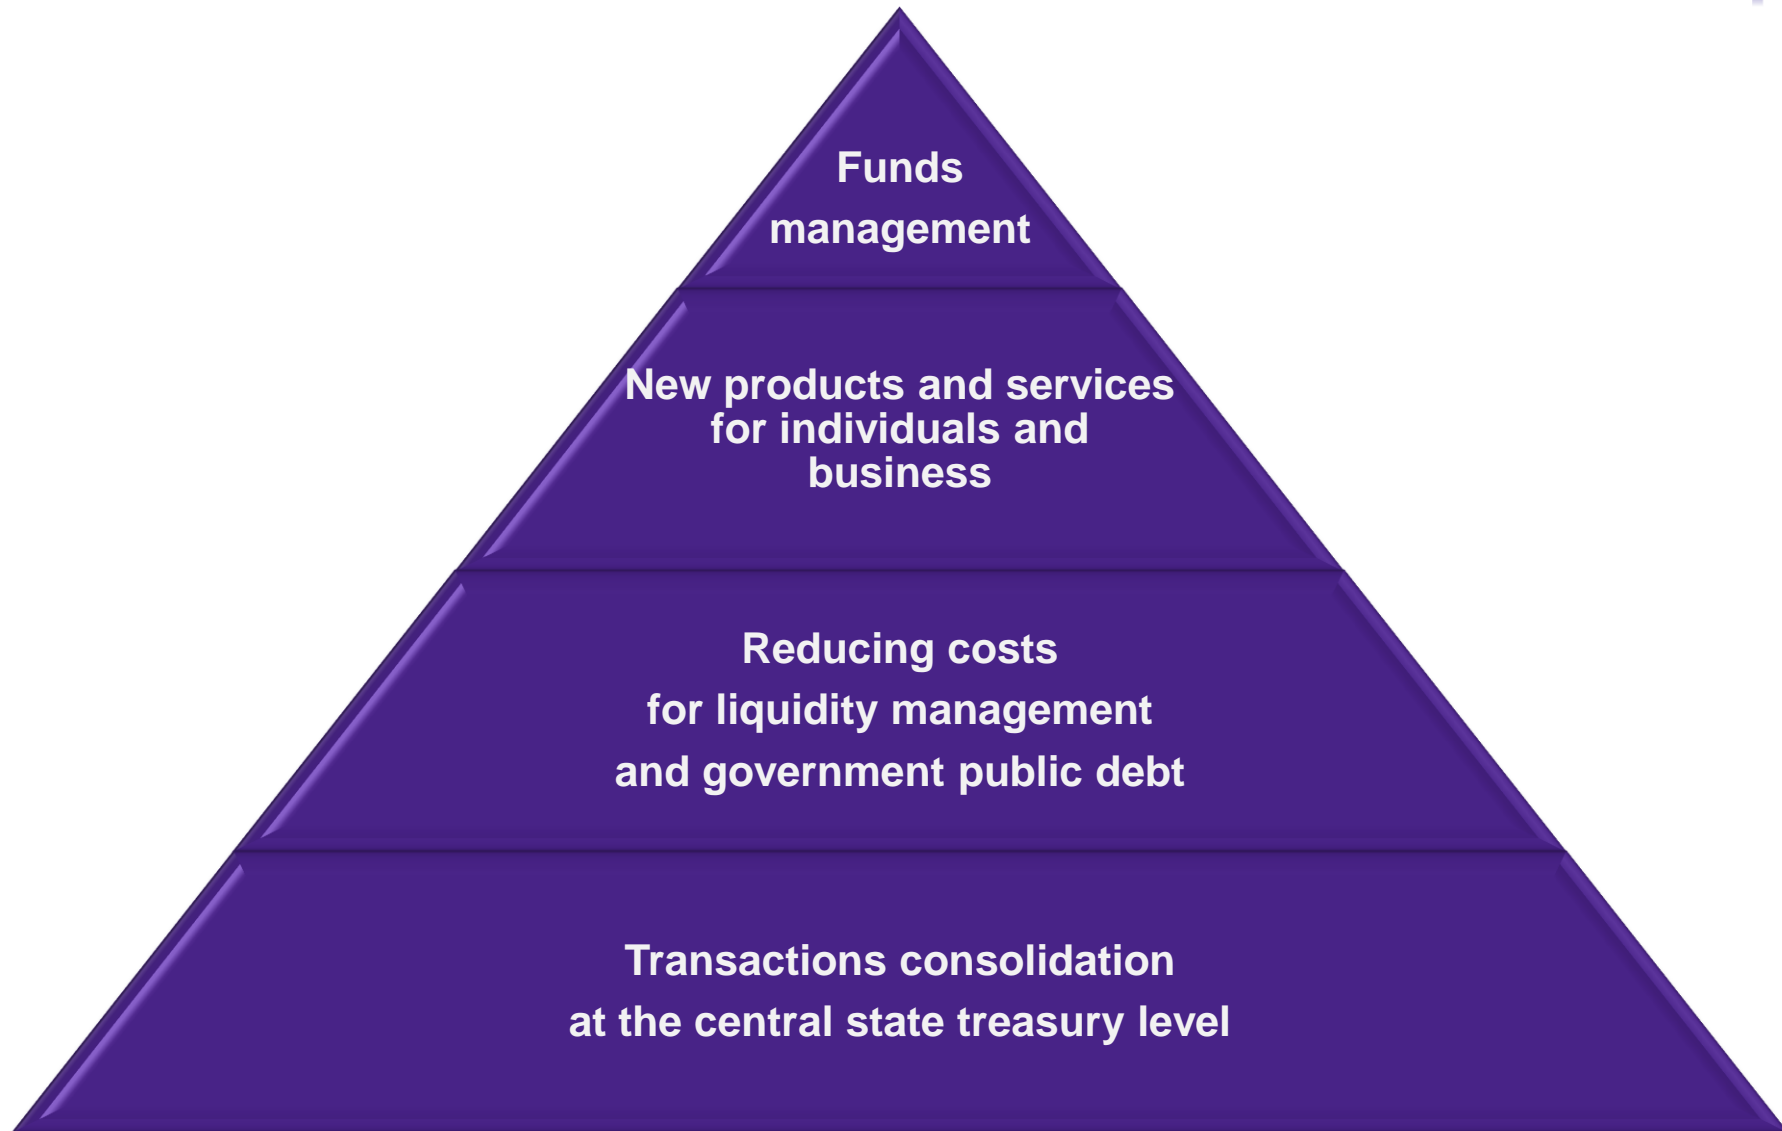 Funds
management
New products and services
for individuals and
business
Reducing costs
for liquidity management
and government public debt
Transactions consolidation
at the central state treasury level